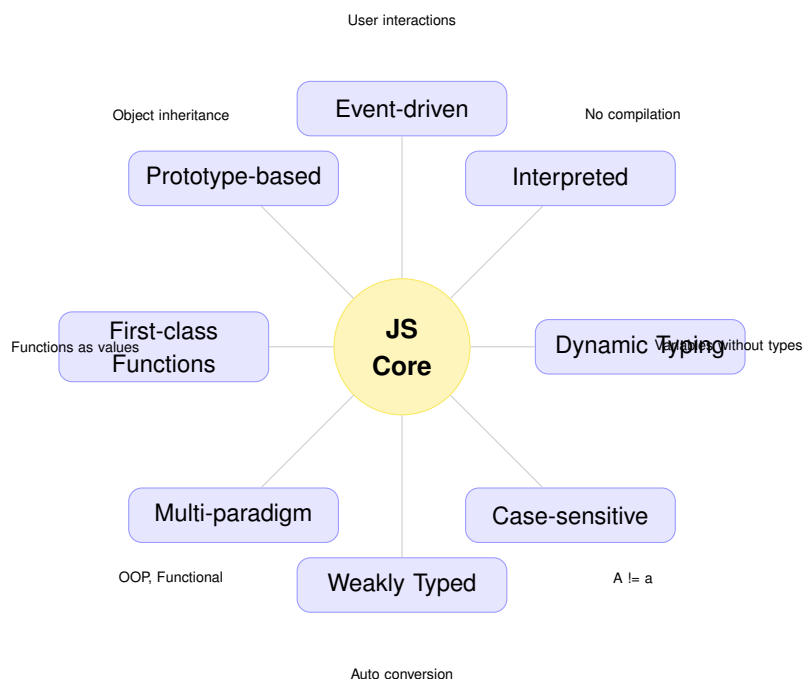 User interactions
Event-driven
Object inheritance
No compilation
Prototype-based
Interpreted
JS
Core
First-class
Functions
Functions as values
Dynamic Typing
Variables without types
Multi-paradigm
Case-sensitive
OOP, Functional
A != a
Weakly Typed
Auto conversion